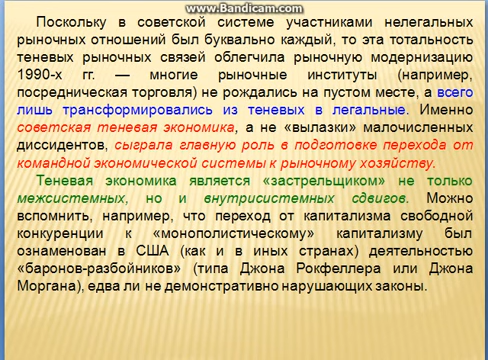 www.Bandicam.com
Поскольку в советской системе участниками нелегальных
рыночных отношений был буквально каждый, то эта тотальность
теневых рыночных связей облегчила рыночную модернизацию
1990-х гг. — многие рыночные институты (например,
посредническая торговля) не рождались на пустом месте, а всего
лишь трансформировались из теневых в легальные. Именно
советская теневая экономика, а не «вылазки» малочисленных
диссидентов, сыграла главную роль в подготовке перехода от
командной экономической системы к рыночному хозяйству.
Теневая экономика является «застрельщиком» не только
межсистемных, но и внутрисистемных сдвигов. Можно
вспомнить, например, что переход от капитализма свободной
конкуренции к «монополистическому» капитализму был
ознаменован в США (как и в иных странах) деятельностью
«баронов-разбойников» (типа Джона Рокфеллера или Джона
Моргана), едва ли не демонстративно нарушающих законы.